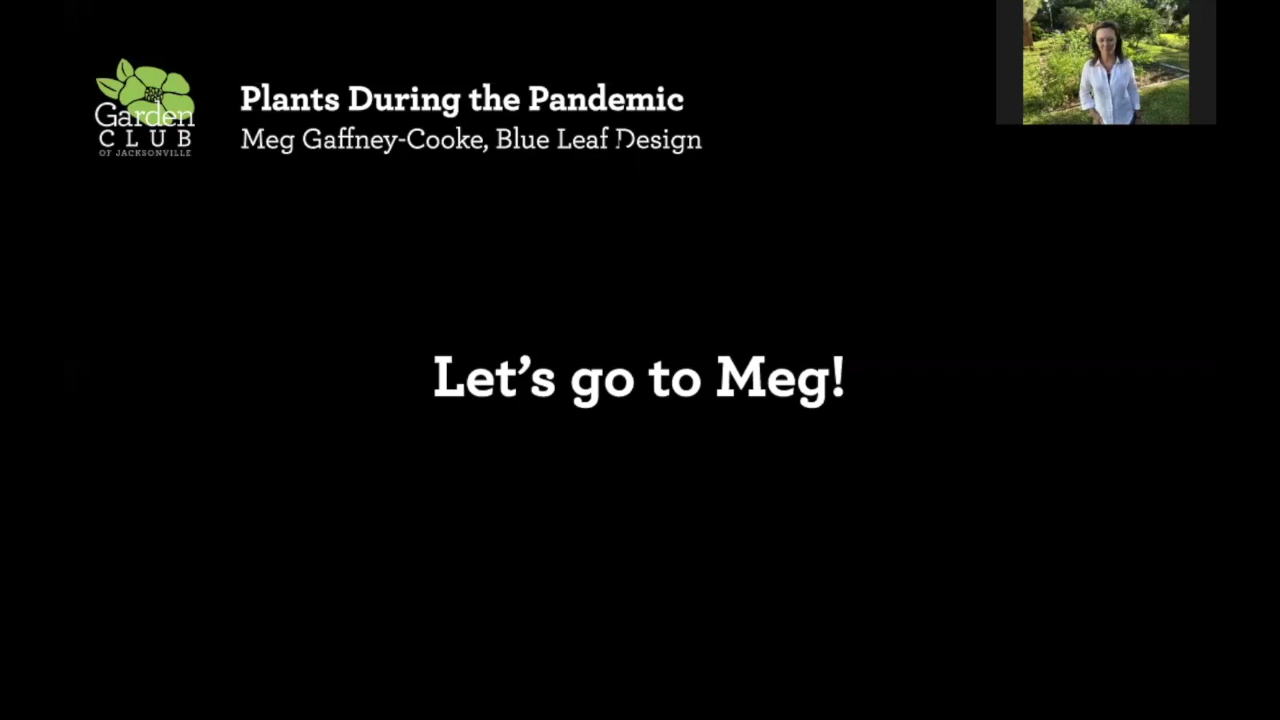 Garden
CLUB
OF JACKSONVILLE
Plants During the Pandemic
Meg Gaffney-Cooke, Blue Leaf Design
Let's go to Meg!